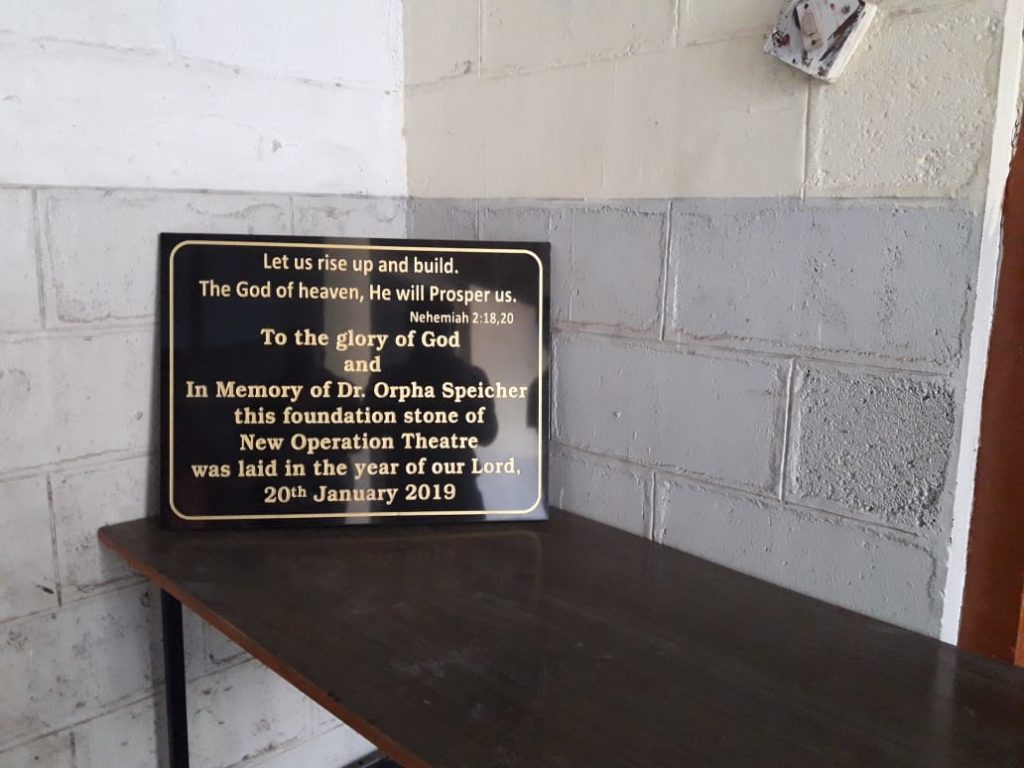 Let us rise up and build.
The God of heaven, He will Prosper us.
Nehemiah 2:18,20
To the glory of God
and
In Memory of Dr. Orpha Speicher
this foundation stone of
New Operation Theatre
was laid in the year of our Lord,
20th January 2019